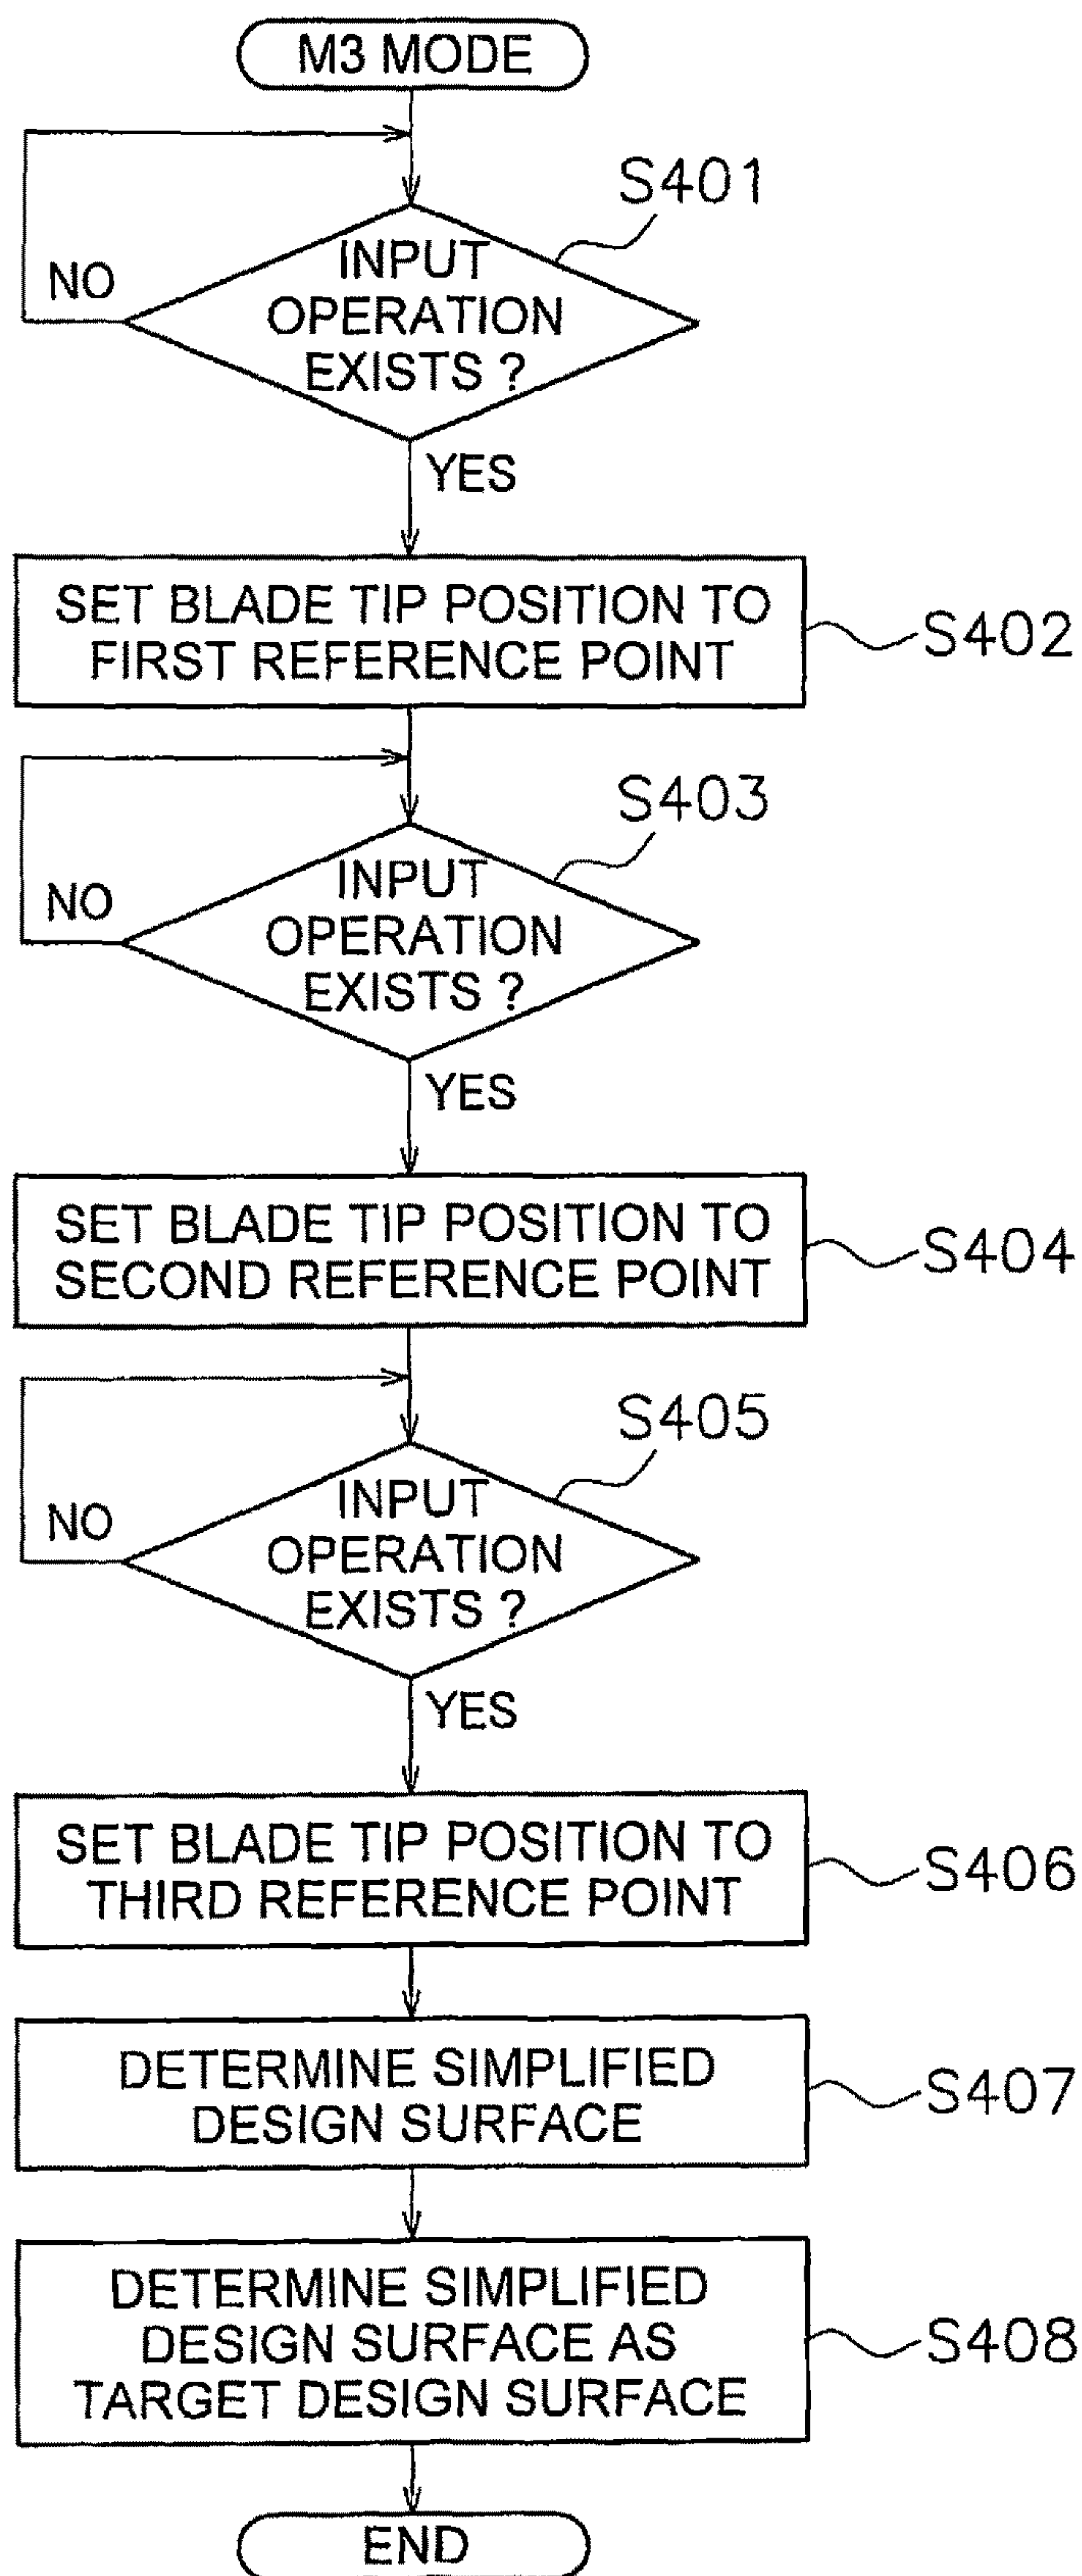 M3 MODE
S401
INPUT
OPERATION
EXISTS ?
NO
YES
SET BLADE TIP POSITION TO
FIRST REFERENCE POINT
S402
S403
INPUT
OPERATION
EXISTS ?
NO
YES
SET BLADE TIP POSITION TO
SECOND REFERENCE POINT
S404
S405
INPUT
OPERATION
EXISTS ?
NO
YES
SET BLADE TIP POSITION TO
THIRD REFERENCE POINT
S406
DETERMINE SIMPLIFIED
DESIGN SURFACE
S407
DETERMINE SIMPLIFIED
DESIGN SURFACE AS
TARGET DESIGN SURFACE
S408
END